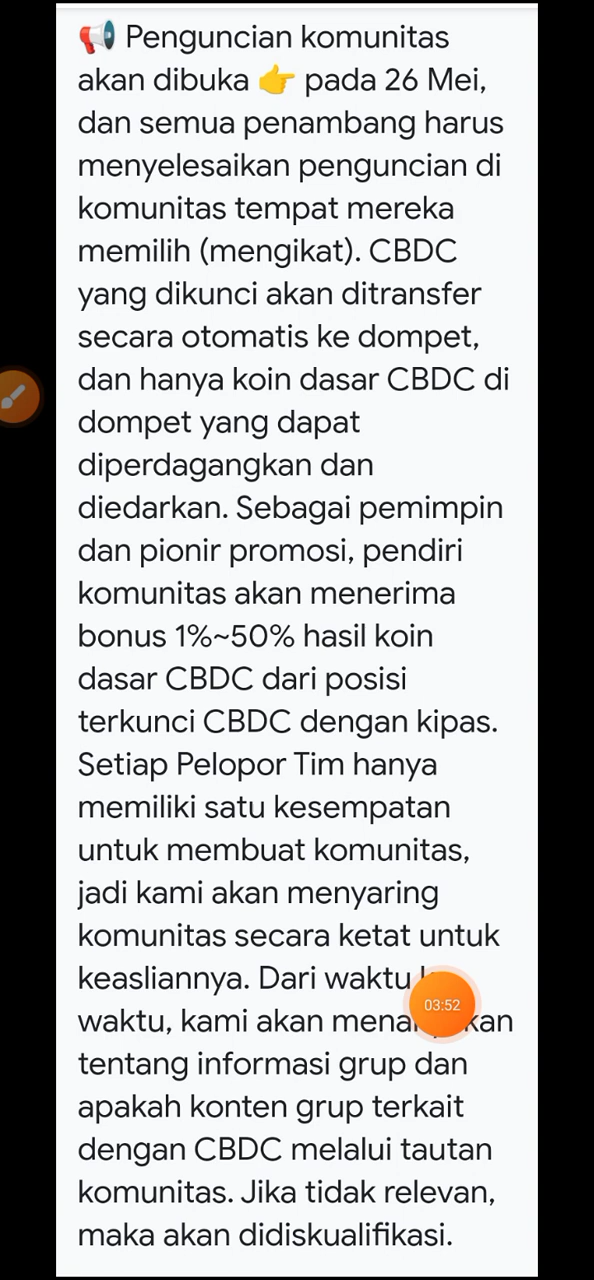 📢 Penguncian komunitas
akan dibuka 👉 pada 26 Mei,
dan semua penambang harus
menyelesaikan penguncian di
komunitas tempat mereka
memilih (mengikat). CBDC
yang dikunci akan ditransfer
secara otomatis ke dompet,
dan hanya koin dasar CBDC di
dompet yang dapat
diperdagangkan dan
diedarkan. Sebagai pemimpin
dan pionir promosi, pendiri
komunitas akan menerima
bonus 1%~50% hasil koin
dasar CBDC dari posisi
terkunci CBDC dengan kipas.
Setiap Pelopor Tim hanya
memiliki satu kesempatan
untuk membuat komunitas,
jadi kami akan menyaring
komunitas secara ketat untuk
keasliannya. Dari waktu
03:52
waktu, kami akan
tentang informasi grup dan
apakah konten grup terkait
dengan CBDC melalui tautan
komunitas. Jika tidak relevan,
maka akan didiskualifikasi.